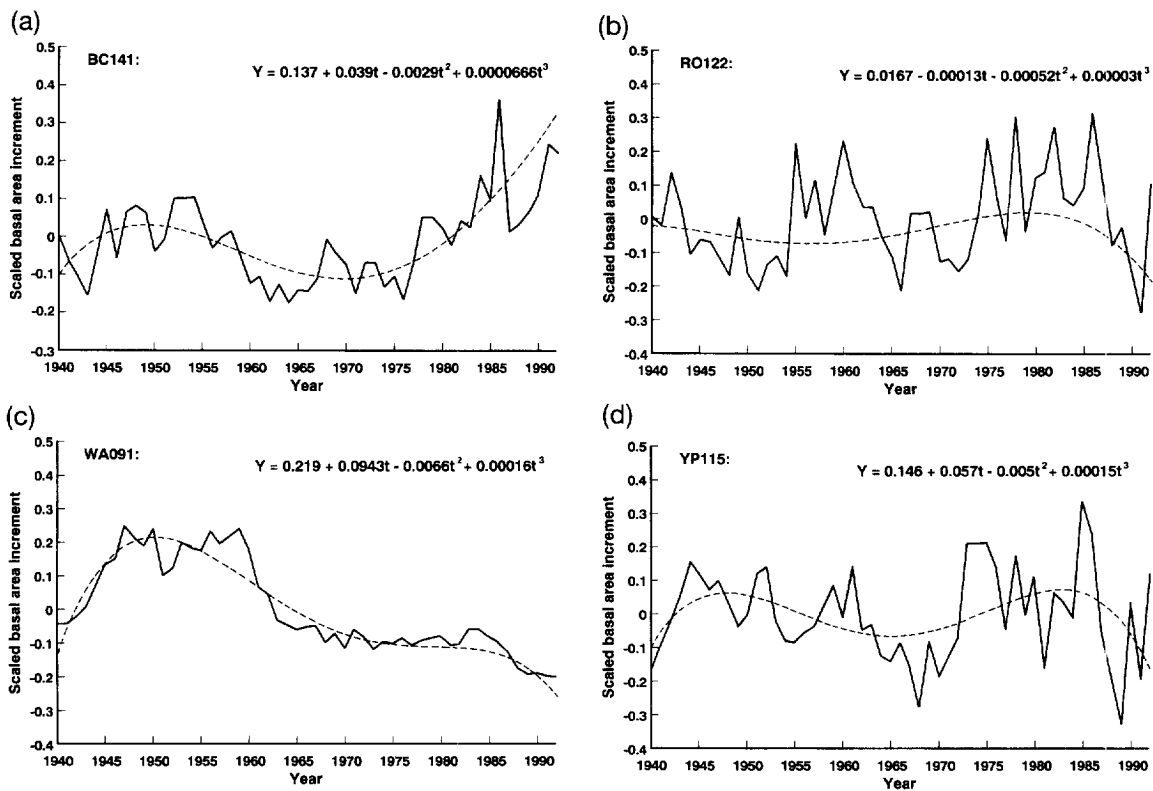 (a)
BC141:
Y = 0.137 + 0.039t - 0.0029t² + 0.0000666t³
Scaled basal area increment
0.5
0.4
0.3
0.2
0.1
0
-0.1
-0.2
-0.3
1940 1945 1950 1955 1960 1965 1970 1975 1980 1985 1990
Year
(b)
RO122:
Y = 0.0167 - 0.00013t - 0.00052t² + 0.00003t³
Scaled basal area increment
0.5
0.4
0.3
0.2
0.1
0
-0.1
-0.2
-0.3
-0.4
1940 1945 1950 1955 1960 1965 1970 1975 1980 1985 1990
Year
(c)
WA091:
Y = 0.219 + 0.0943t - 0.0066t² + 0.00016t³
Scaled basal area increment
0.5
0.4
0.3
0.2
0.1
0
-0.1
-0.2
-0.3
-0.4
1940 1945 1950 1955 1960 1965 1970 1975 1980 1985 1990
Year
(d)
YP115:
Y = 0.146 + 0.057t - 0.005t² + 0.00015t³
Scaled basal area increment
0.5
0.4
0.3
0.2
0.1
0
-0.1
-0.2
-0.3
-0.4
1940 1945 1950 1955 1960 1965 1970 1975 1980 1985 1990
Year